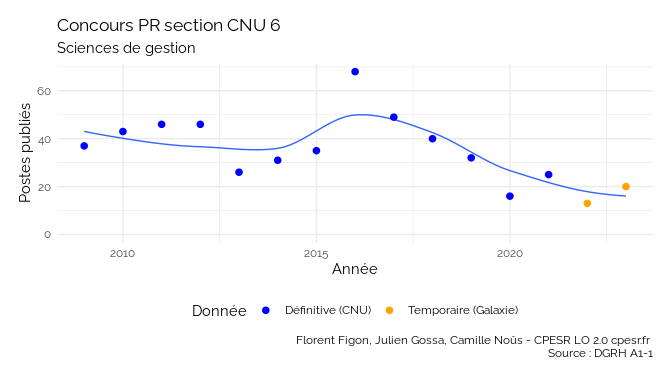 Concours PR section CNU 6
Sciences de gestion
Postes publiés
60
40
20
0
2010
2015
2020
Année
Donnée
Définitive (CNU)
Temporaire (Galaxie)
Florent Figon, Julien Gossa, Camille Noûs - CPESR LO 2.0 cpesr.fr
Source : DGRH A1-1